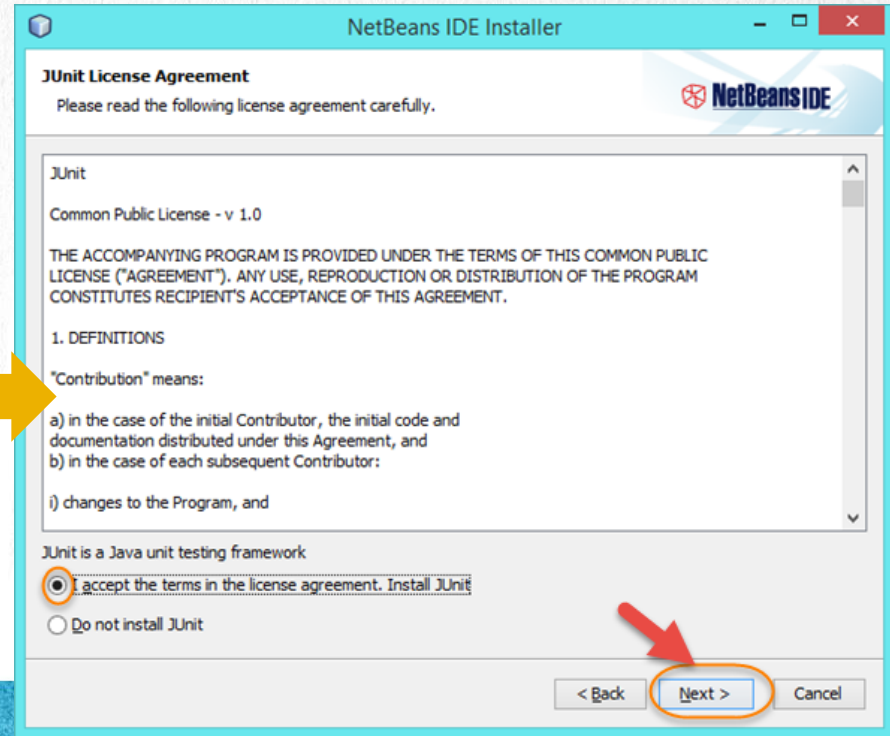 NetBeans IDE Installer
JUnit License Agreement
Please read the following license agreement carefully.
NetBeans IDE
JUnit
Common Public License - v 1.0
THE ACCOMPANYING PROGRAM IS PROVIDED UNDER THE TERMS OF THIS COMMON PUBLIC
LICENSE ("AGREEMENT"). ANY USE, REPRODUCTION OR DISTRIBUTION OF THE PROGRAM
CONSTITUTES RECIPIENT'S ACCEPTANCE OF THIS AGREEMENT.
1. DEFINITIONS
"Contribution" means:
a) in the case of the initial Contributor, the initial code and
documentation distributed under this Agreement, and
b) in the case of each subsequent Contributor:
i) changes to the Program, and
JUnit is a Java unit testing framework
I accept the terms in the license agreement. Install JUnit
Do not install JUnit
< Back
Next >
Cancel